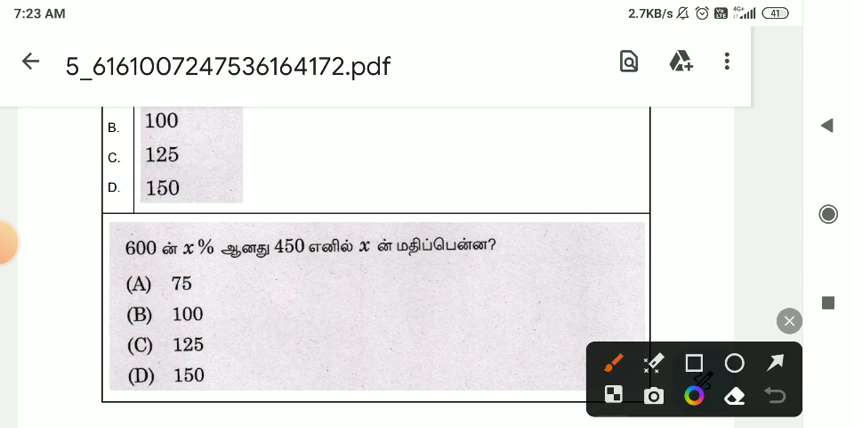 7:23 AM
2.7KB/s 4G+ 41
5_6161007247536164172.pdf
B. 100
C. 125
D. 150
600 ன் x% ஆனது 450 எனில் x ன் மதிப்பென்ன?
(A) 75
(B) 100
(C) 125
(D) 150